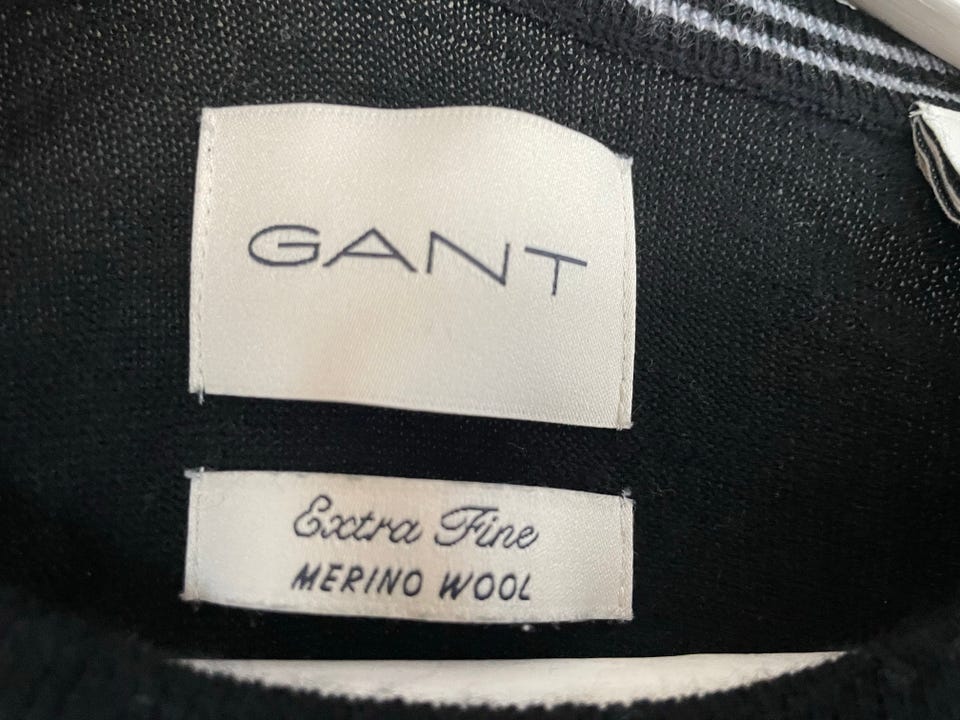 GANT
Extra Fine
MERINO WOOL